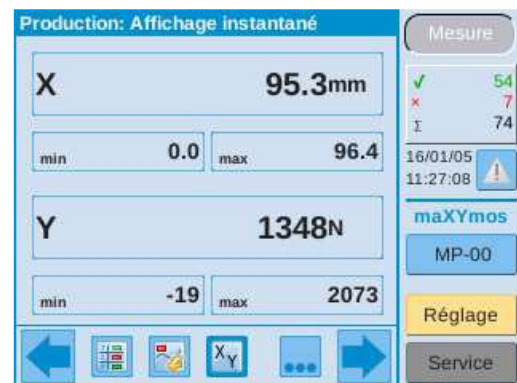 Production: Affichage instantané
X 95.3mm
min 0.0 max 96.4
Y 1348N
min -19 max 2073
XY
Mesure
✓ 54
× 7
Σ 74
16/01/05
11:27:08
maXYmos
MP-00
Réglage
Service